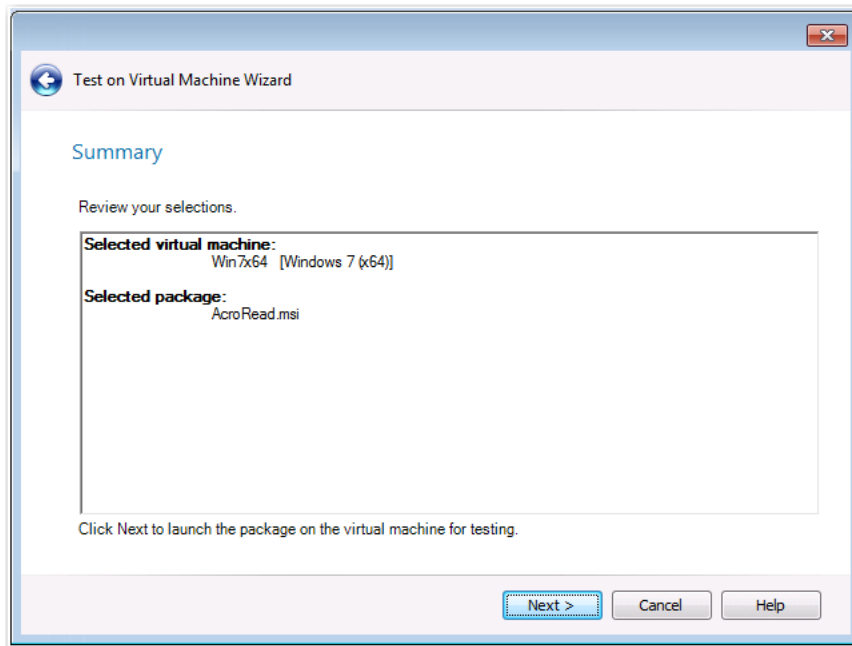 Test on Virtual Machine Wizard
Summary
Review your selections.
Selected virtual machine:
Win7x64 [Windows 7 (x64)]
Selected package:
AcroRead.msi
Click Next to launch the package on the virtual machine for testing.
Next > Cancel Help